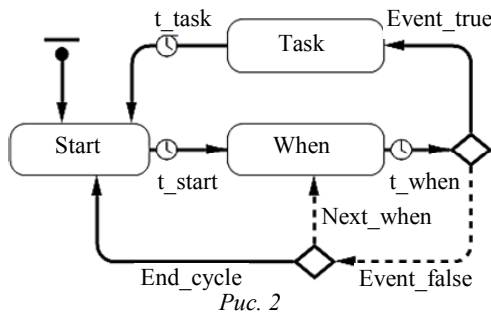 t_task
Event_true
Task
Start
When
t_start
t_when
Next_when
End_cycle
Event_false
Рис. 2